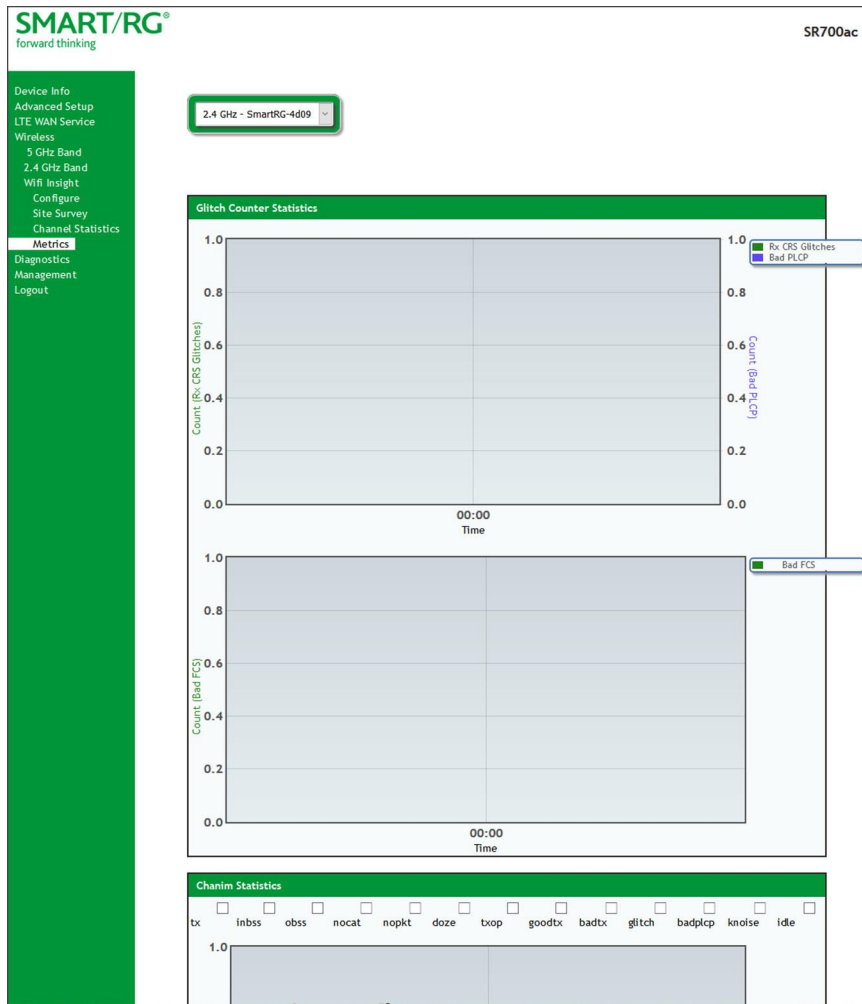 SMART/RG®
forward thinking
SR700ac
Device Info
Advanced Setup
LTE WAN Service
Wireless
5 GHz Band
2.4 GHz Band
Wifi Insight
Configure
Site Survey
Channel Statistics
Metrics
Diagnostics
Management
Logout
2.4 GHz - SmartRG-4d09
Glitch Counter Statistics
1.0
0.8
0.6
0.4
0.2
0.0
Count (Rx CRS Glitches)
1.0
0.8
0.6
0.4
0.2
0.0
Count (Bad PLCP)
Rx CRS Glitches
Bad PLCP
00:00
Time
1.0
0.8
0.6
0.4
0.2
0.0
Count (Bad FCS)
Bad FCS
00:00
Time
Chanim Statistics
tx inbss obss nocat nopkt doze txop goodtx badtx glitch badplcp knoise idle
1.0